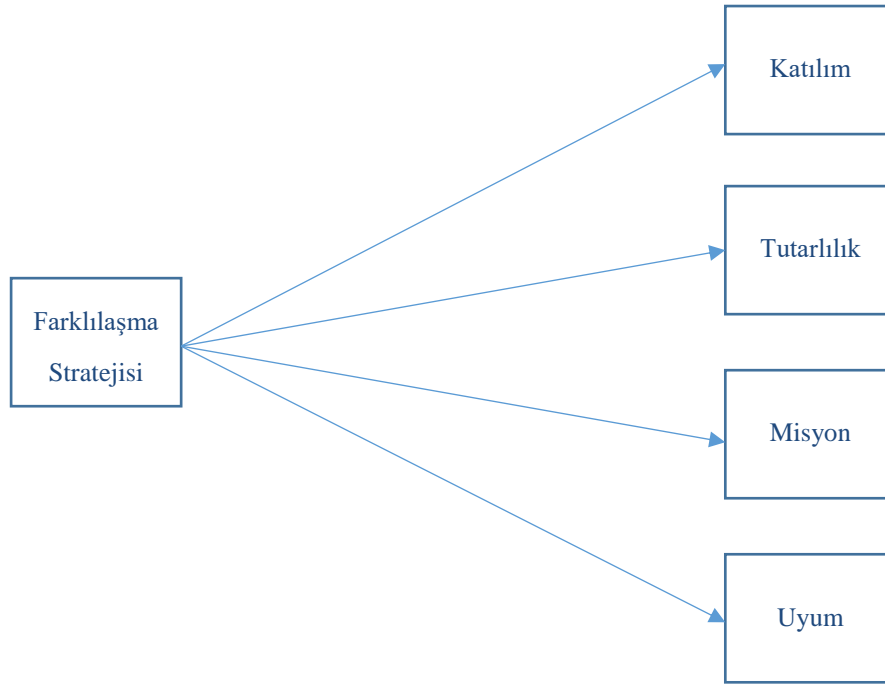 Katılım
Tutarlılık
Farklılaşma
Stratejisi
Misyon
Uyum